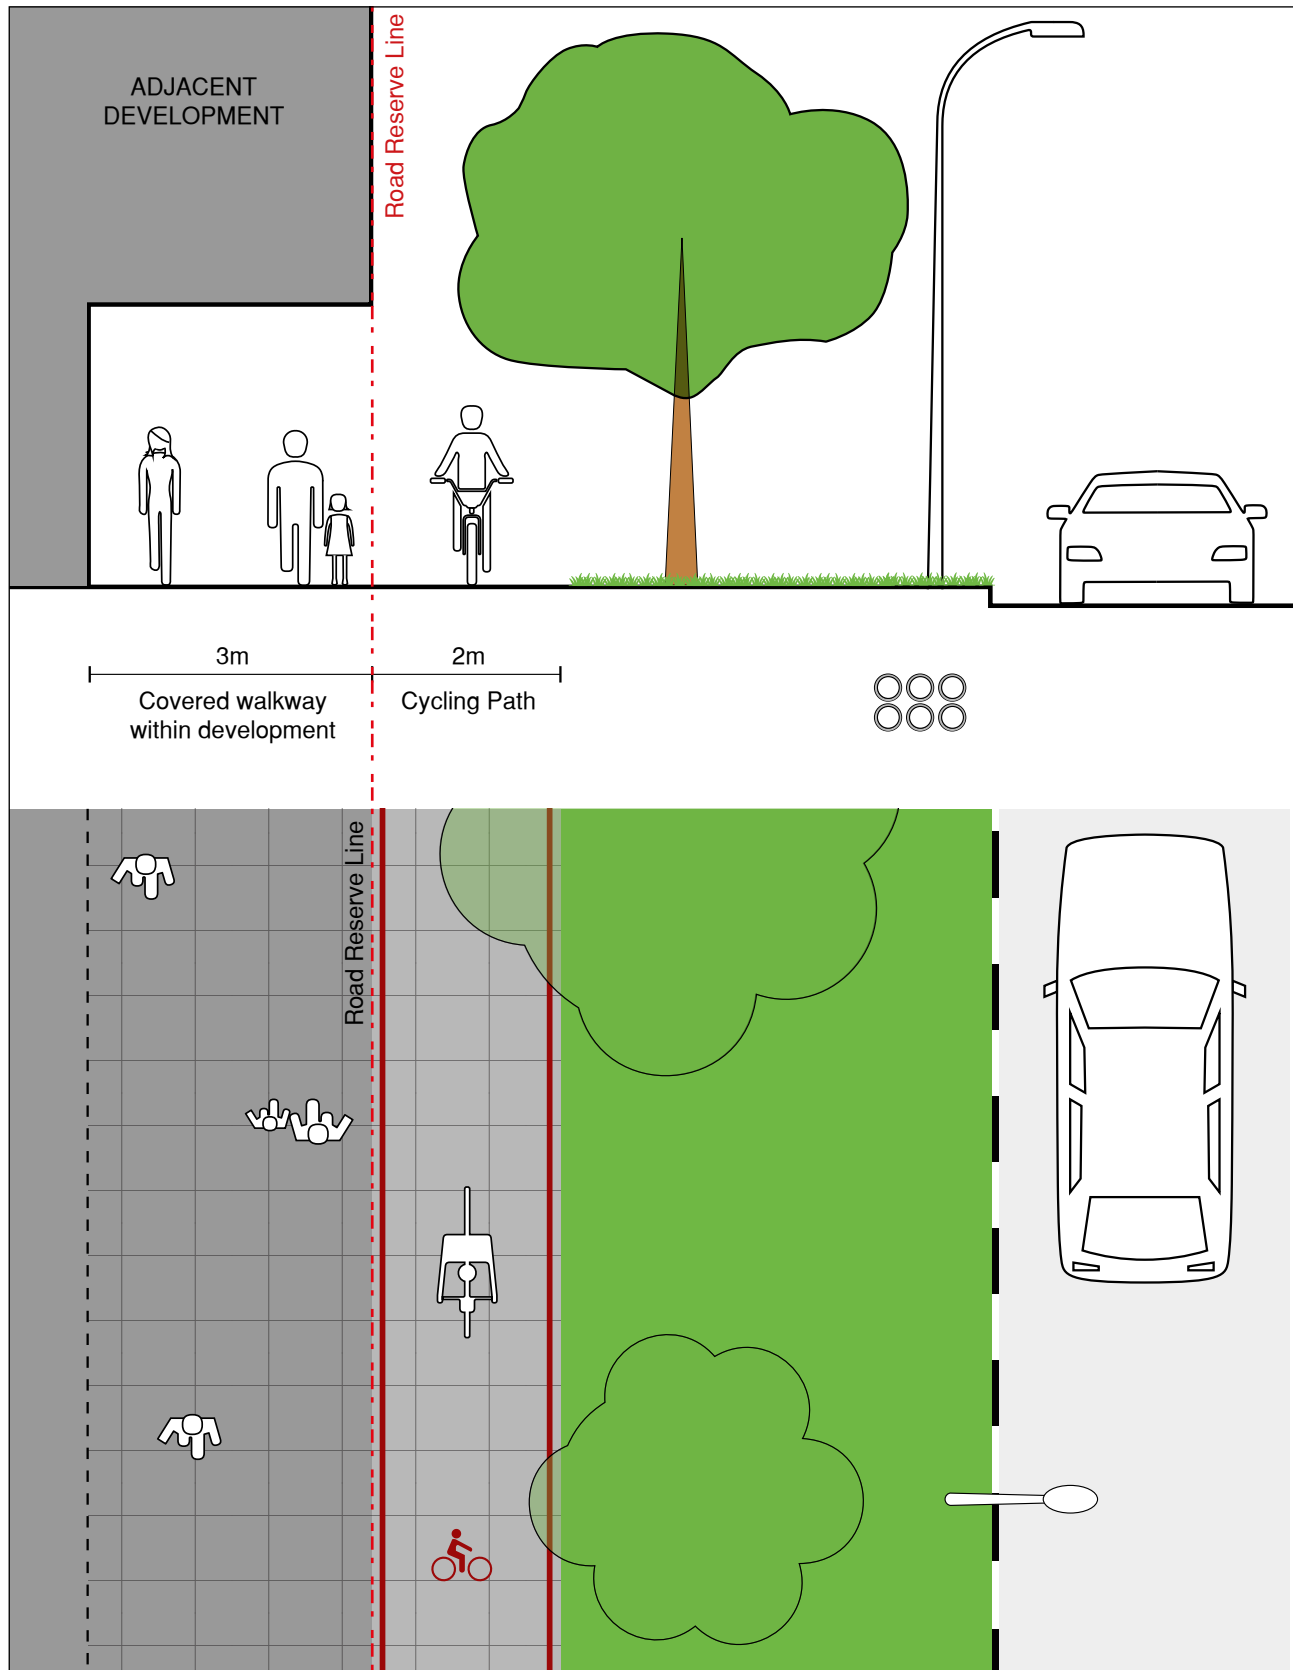 ADJACENT
DEVELOPMENT
Road Reserve Line
3m
2m
Covered walkway
within development
Cycling Path
Road Reserve Line